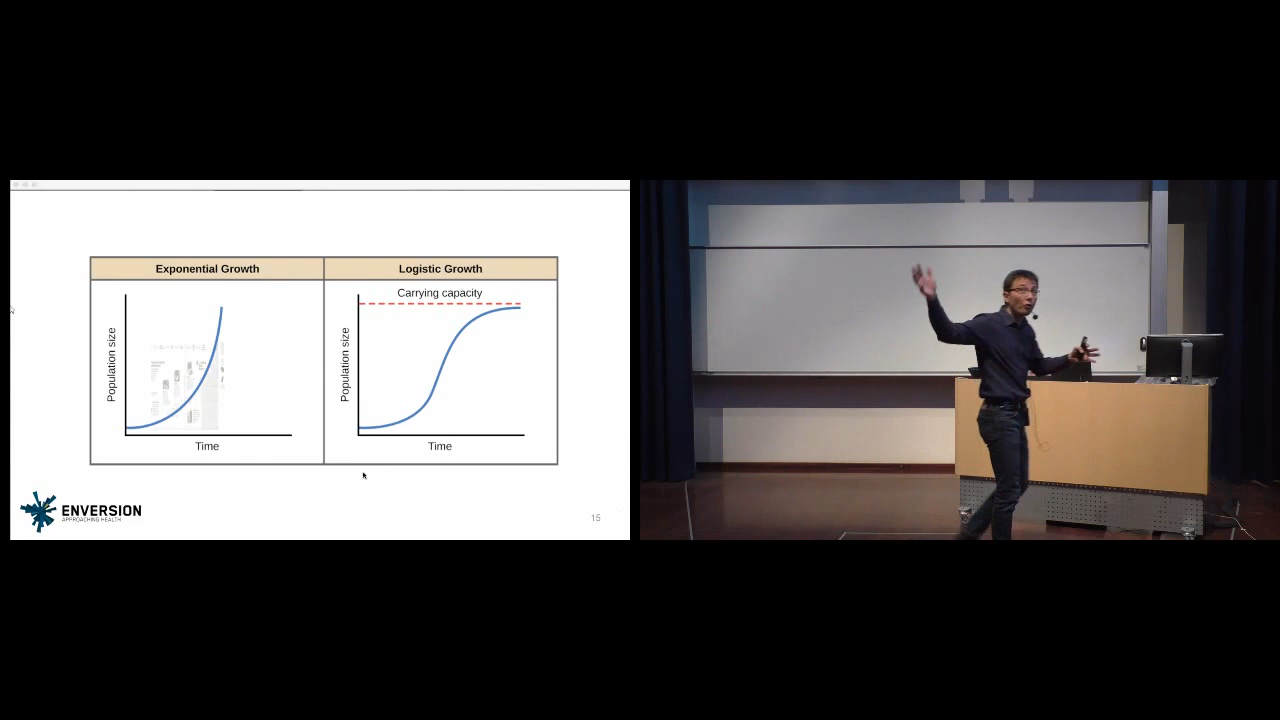 Exponential Growth
Logistic Growth
Population size
Time
Carrying capacity
Population size
Time
ENVERSION
APPROACHING HEALTH
15